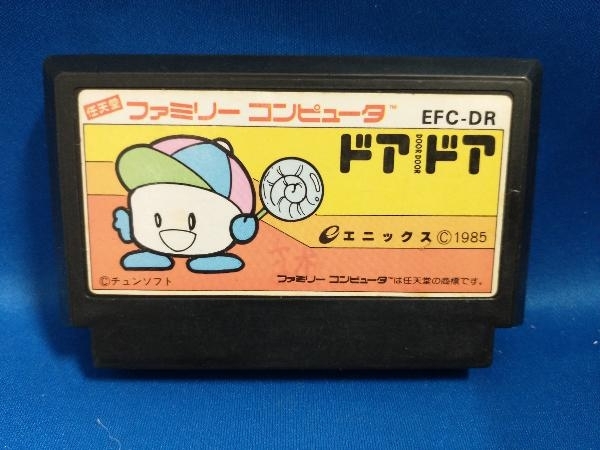 任天堂 ファミリー コンピュータ™
EFC-DR
ドアドア
DOOR DOOR
e エニックス ©1985
©チュンソフト
ファミリー コンピュータ™は任天堂の商標です。